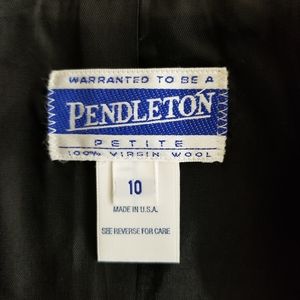 WARRANTED TO BE A
PENDLETON
PETITE
100% VIRGIN WOOL
10
MADE IN U.S.A.
SEE REVERSE FOR CARE